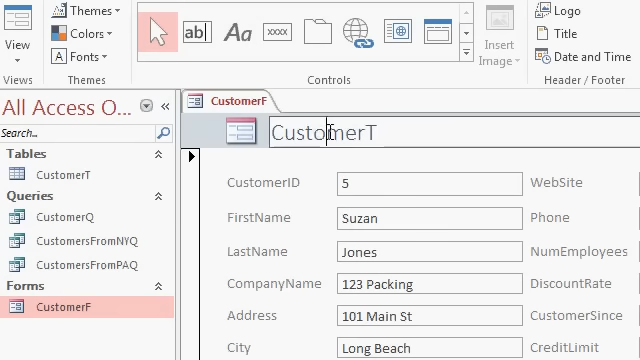 View
Views
Themes
Colors
Fonts
Themes
ab
Aa
xxxx
Controls
Insert
Image
Logo
Title
Date and Time
Header / Footer
All Access O...
Search...
Tables
CustomerT
Queries
CustomerQ
CustomersFromNYQ
CustomersFromPAQ
Forms
CustomerF
CustomerF
CustomerT
CustomerID 5 WebSite
FirstName Suzan Phone
LastName Jones NumEmployees
CompanyName 123 Packing DiscountRate
Address 101 Main St CustomerSince
City Long Beach CreditLimit